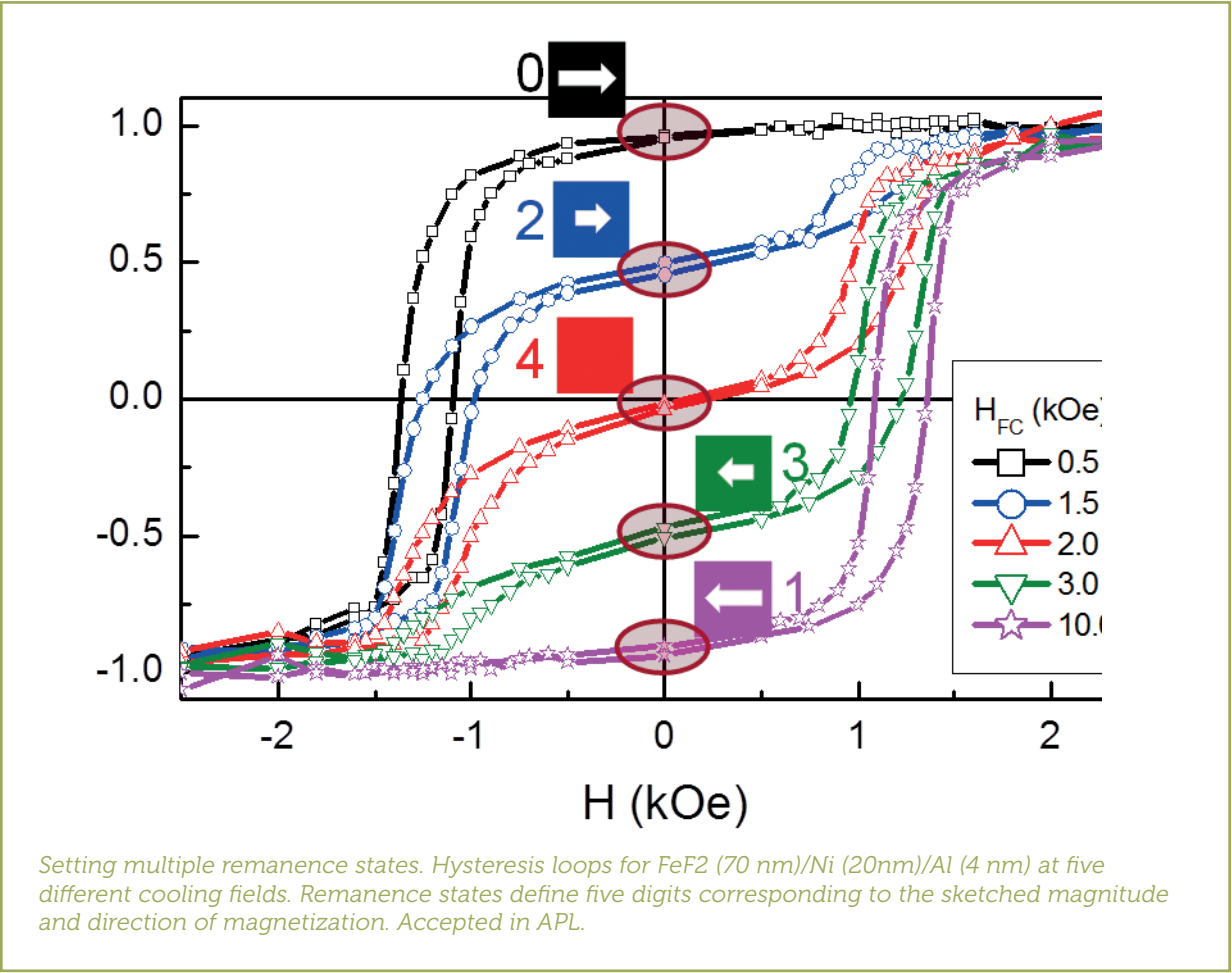 0
1.0
2
0.5
4
0.0
3
-0.5
1
-1.0
H_FC (kOe)
0.5
1.5
2.0
3.0
10.0
-2 -1 0 1 2
H (kOe)
Setting multiple remanence states. Hysteresis loops for FeF2 (70 nm)/Ni (20nm)/Al (4 nm) at five
different cooling fields. Remanence states define five digits corresponding to the sketched magnitude
and direction of magnetization. Accepted in APL.